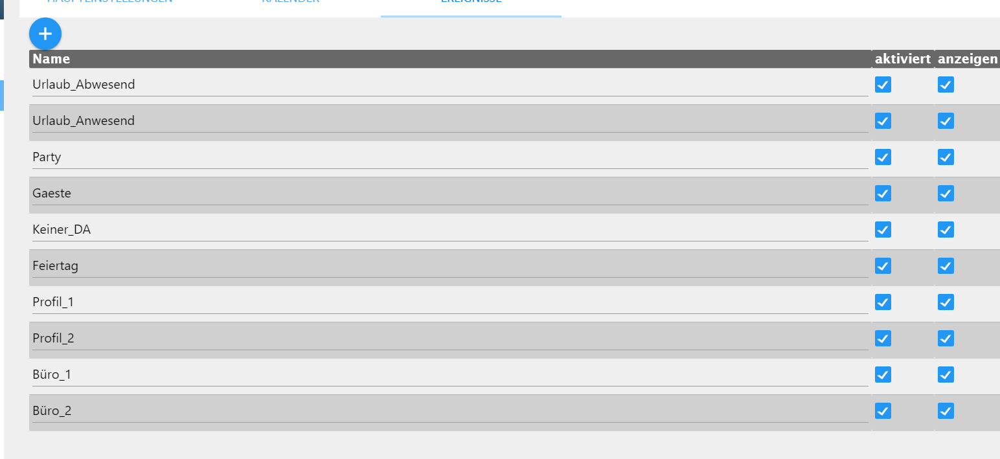 HAUPTEINSTELLUNGEN KALENDER EREIGNISSE
Name aktiviert anzeigen
Urlaub_Abwesend
Urlaub_Anwesend
Party
Gaeste
Keiner_DA
Feiertag
Profil_1
Profil_2
Büro_1
Büro_2